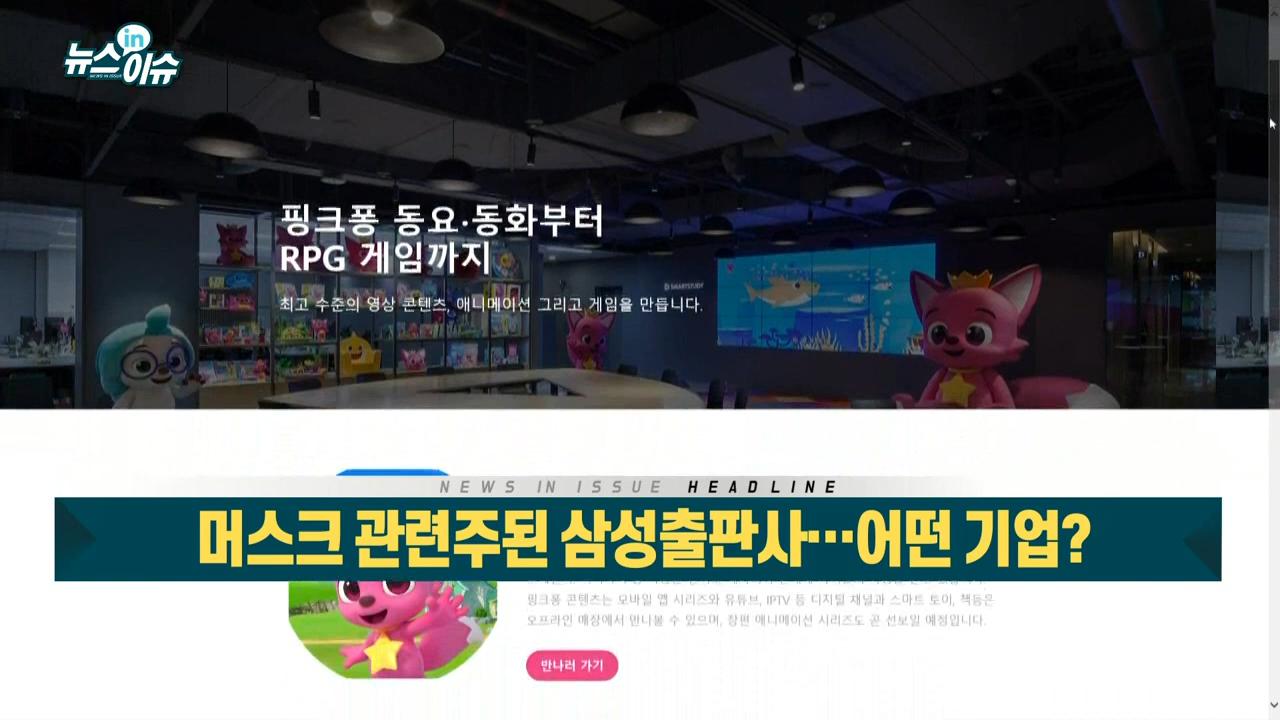 뉴스in이슈
NEWS IN ISSUE
핑크퐁 동요·동화부터
RPG 게임까지
SMARTSTUDY
최고 수준의 영상 콘텐츠, 애니메이션 그리고 게임을 만듭니다.
NEWS IN ISSUE HEADLINE
머스크 관련주된 삼성출판사…어떤 기업?
핑크퐁 콘텐츠는 모바일 앱 시리즈와 유튜브, IPTV 등 디지털 채널과 스마트 토이, 책등은
오프라인 매장에서 만나볼 수 있으며, 장편 애니메이션 시리즈도 곧 선보일 예정입니다.
만나러 가기